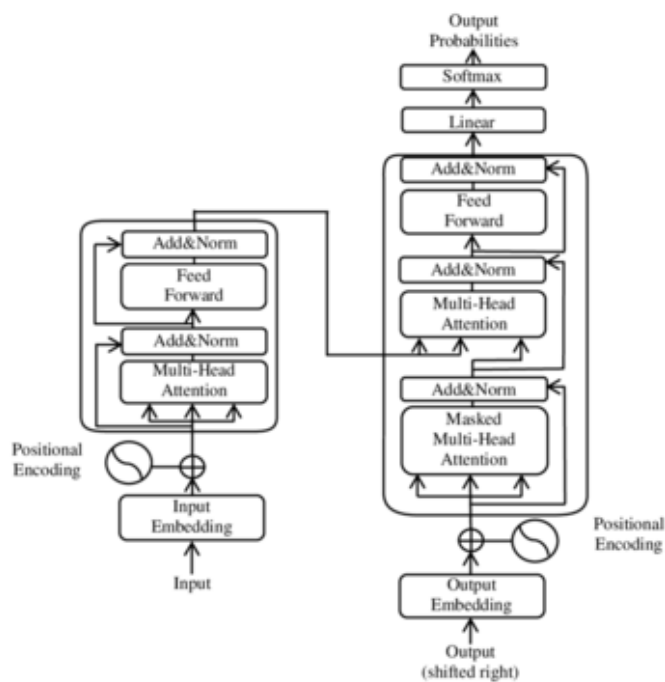 Output
Probabilities
Softmax
Linear
Add&Norm
Feed
Forward
Add&Norm
Multi-Head
Attention
Add&Norm
Masked
Multi-Head
Attention
Positional
Encoding
Output
Embedding
Output
(shifted right)
Add&Norm
Feed
Forward
Add&Norm
Multi-Head
Attention
Positional
Encoding
Input
Embedding
Input